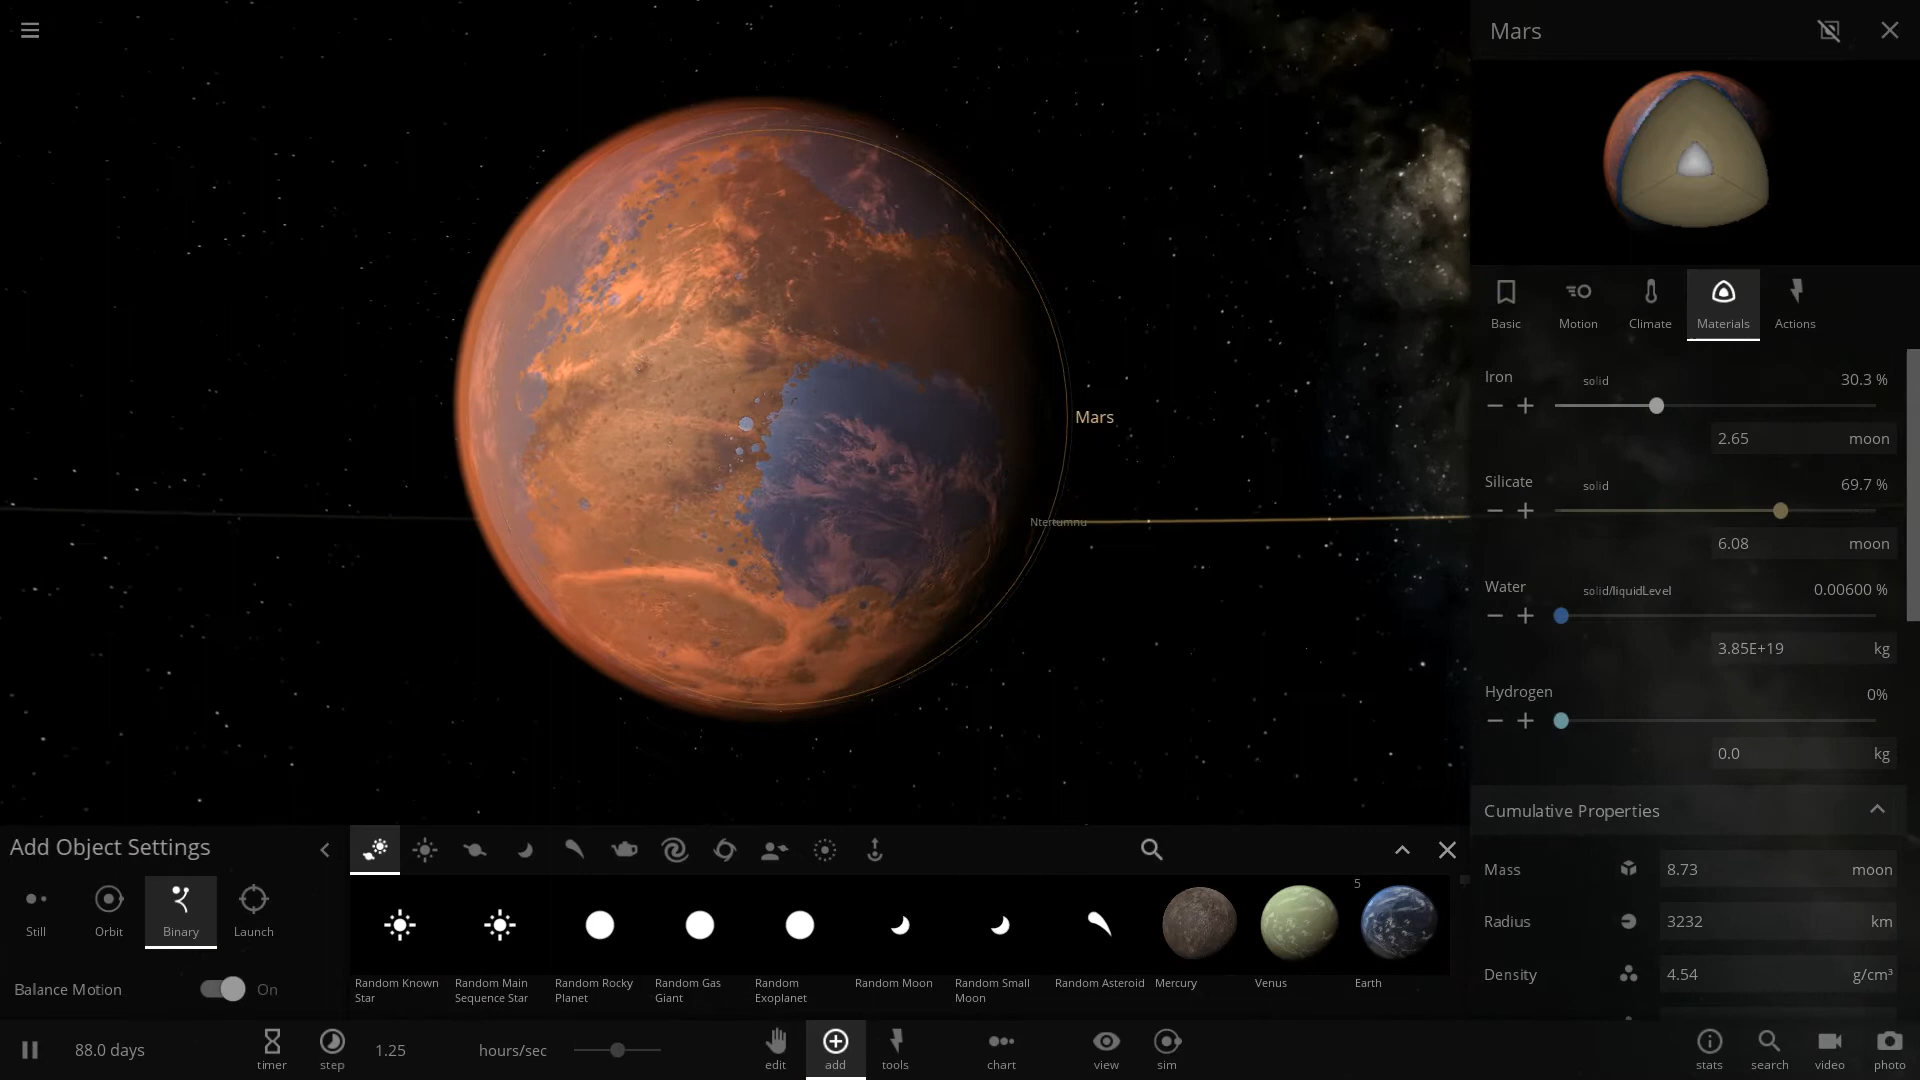 Mars
Basic
Motion
Climate
Materials
Actions
Iron
solid
30.3 %
2.65 moon
Silicate
solid
69.7 %
6.08 moon
Water
solid/liquidLevel
0.00600 %
3.85E+19 kg
Hydrogen
0%
0.0 kg
Cumulative Properties
Mass 8.73 moon
Radius 3232 km
Density 4.54 g/cm³
Mars
Add Object Settings
Still
Orbit
Binary
Launch
Balance Motion On
5
Random Known
Star
Random Main
Sequence Star
Random Rocky
Planet
Random Gas
Giant
Random
Exoplanet
Random Moon
Random Small
Moon
Random Asteroid
Mercury
Venus
Earth
88.0 days
timer
step
1.25 hours/sec
edit
add
tools
chart
view
sim
stats
search
video
photo